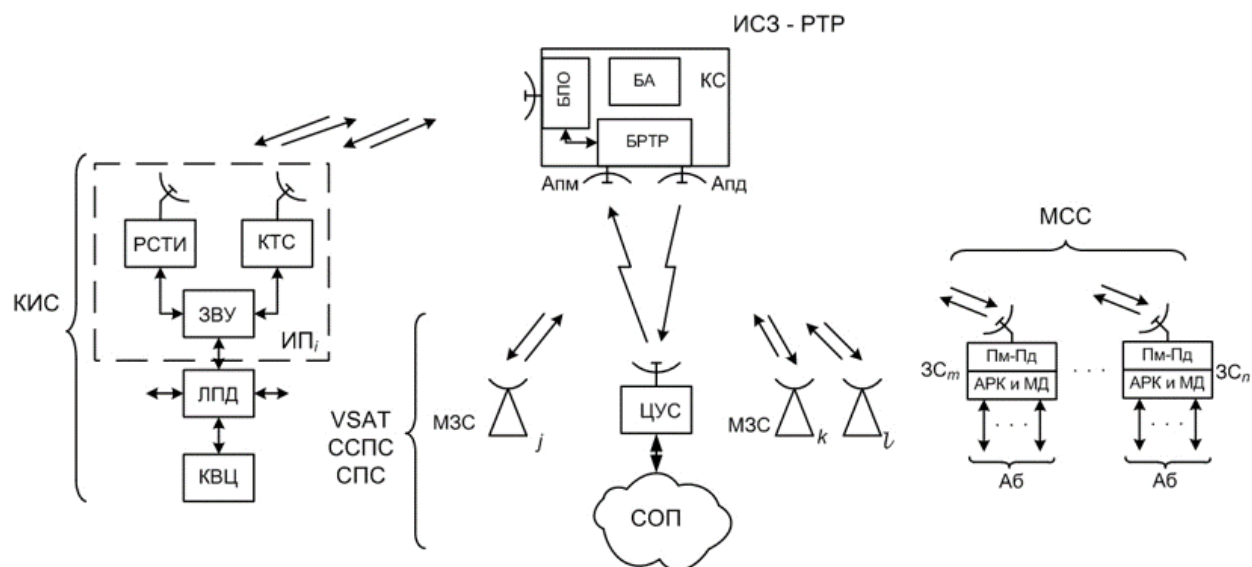 ИСЗ - РТР
БПО
БА
КС
БРТР
Апм
Апд
РСТИ
КТС
ЗВУ
ИПi
КИС
ЛПД
КВЦ
VSAT
ССПС
СПС
МЗС j
ЦУС
СОП
МЗС k
l
МСС
ЗСm
Пм-Пд
АРК и МД
. . .
Аб
. . .
Пм-Пд
АРК и МД
ЗСn
. . .
Аб